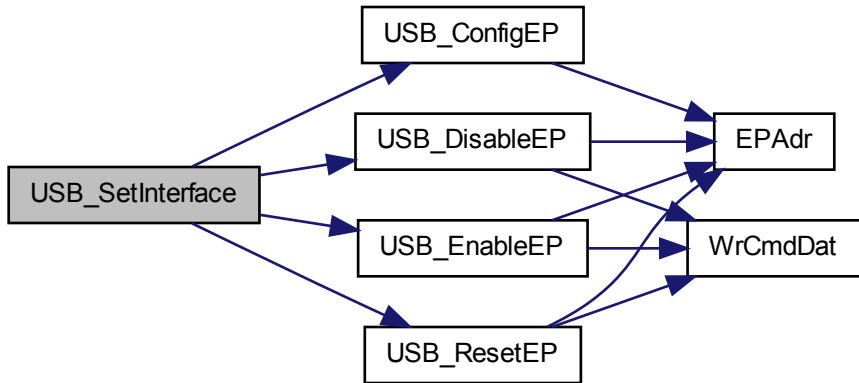 USB_SetInterface
USB_ConfigEP
USB_DisableEP
USB_EnableEP
USB_ResetEP
EPAdr
WrCmdDat